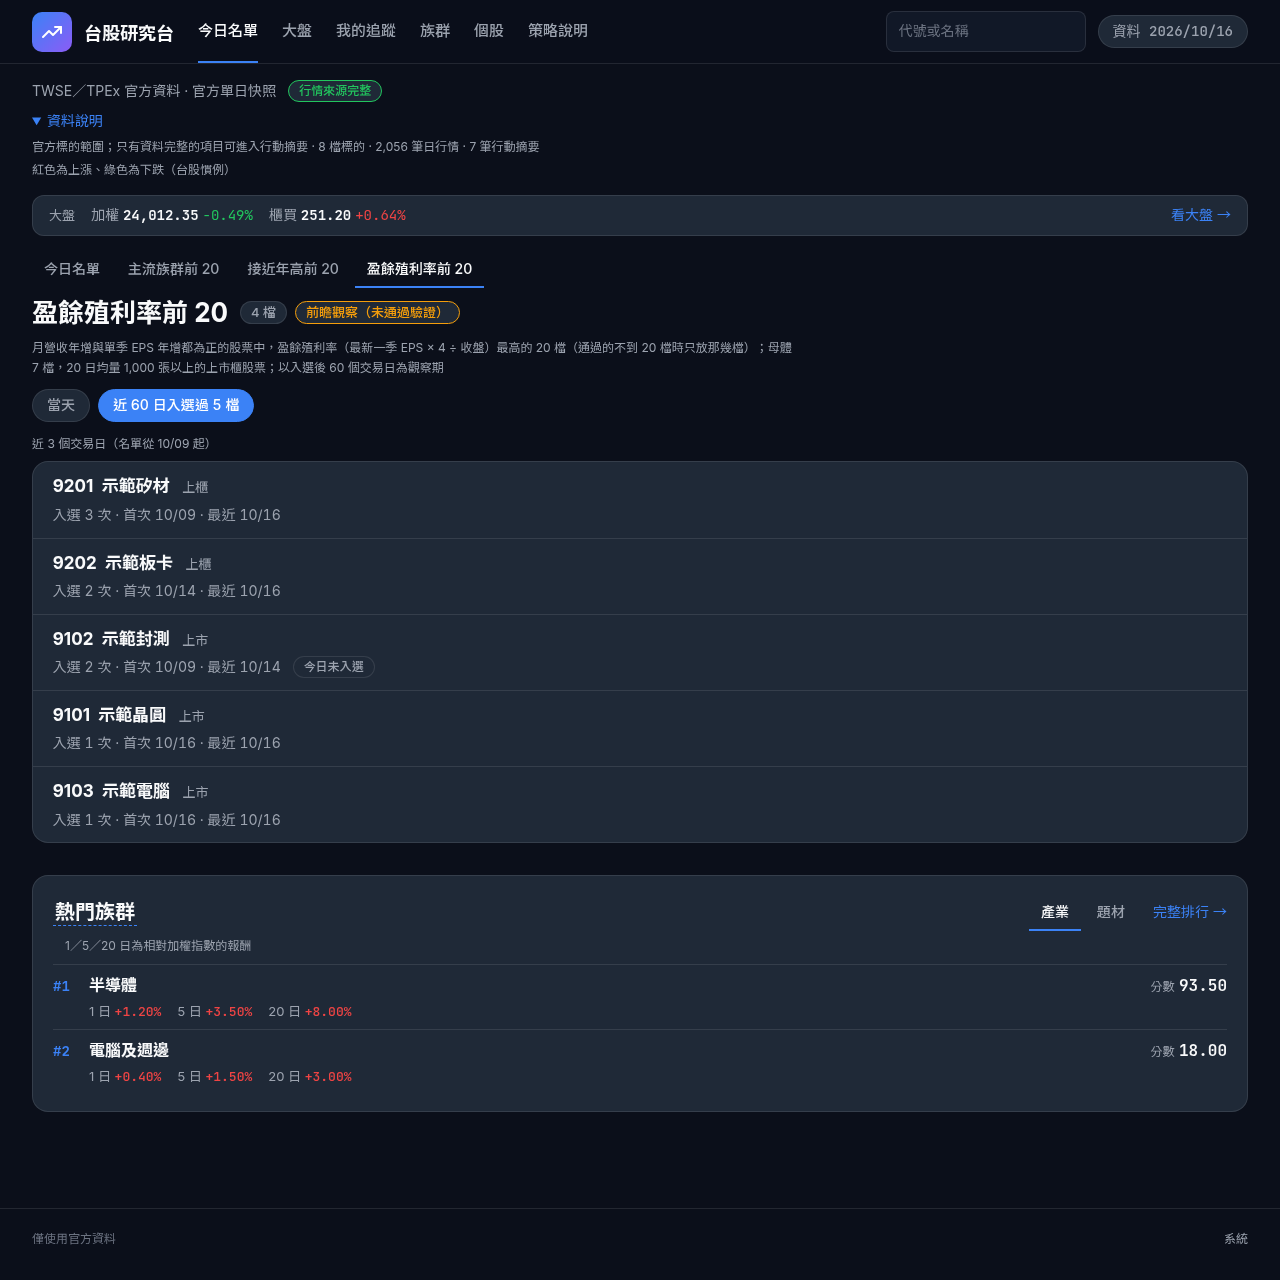 台股研究台 今日名單 大盤 我的追蹤 族群 個股 策略說明 代號或名稱 資料 2026/10/16
TWSE／TPEx 官方資料 · 官方單日快照 行情來源完整
▼ 資料說明
官方標的範圍；只有資料完整的項目可進入行動摘要 · 8 檔標的 · 2,056 筆日行情 · 7 筆行動摘要
紅色為上漲、綠色為下跌（台股慣例）
大盤 加權 24,012.35 -0.49% 櫃買 251.20 +0.64% 看大盤 →
今日名單 主流族群前 20 接近年高前 20 盈餘殖利率前 20
盈餘殖利率前 20 4 檔 前瞻觀察（未通過驗證）
月營收年增與單季 EPS 年增都為正的股票中，盈餘殖利率（最新一季 EPS × 4 ÷ 收盤）最高的 20 檔（通過的不到 20 檔時只放那幾檔）；母體
7 檔，20 日均量 1,000 張以上的上市櫃股票；以入選後 60 個交易日為觀察期
當天 近 60 日入選過 5 檔
近 3 個交易日（名單從 10/09 起）
9201 示範矽材 上櫃
入選 3 次 · 首次 10/09 · 最近 10/16
9202 示範板卡 上櫃
入選 2 次 · 首次 10/14 · 最近 10/16
9102 示範封測 上市
入選 2 次 · 首次 10/09 · 最近 10/14 今日未入選
9101 示範晶圓 上市
入選 1 次 · 首次 10/16 · 最近 10/16
9103 示範電腦 上市
入選 1 次 · 首次 10/16 · 最近 10/16
熱門族群 產業 題材 完整排行 →
1／5／20 日為相對加權指數的報酬
#1 半導體 分數 93.50
1 日 +1.20% 5 日 +3.50% 20 日 +8.00%
#2 電腦及週邊 分數 18.00
1 日 +0.40% 5 日 +1.50% 20 日 +3.00%
僅使用官方資料 系統